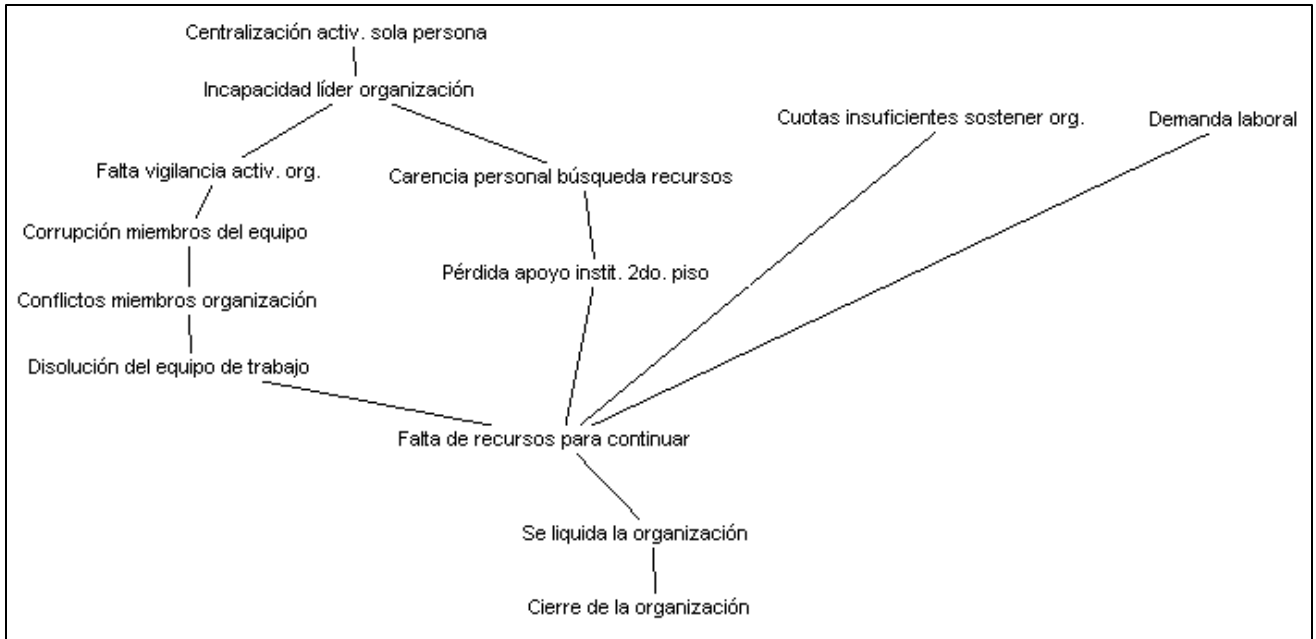 Centralización activ. sola persona
Incapacidad líder organización
Cuotas insuficientes sostener org.
Demanda laboral
Falta vigilancia activ. org.
Carencia personal búsqueda recursos
Corrupción miembros del equipo
Pérdida apoyo instit. 2do. piso
Conflictos miembros organización
Disolución del equipo de trabajo
Falta de recursos para continuar
Se liquida la organización
Cierre de la organización